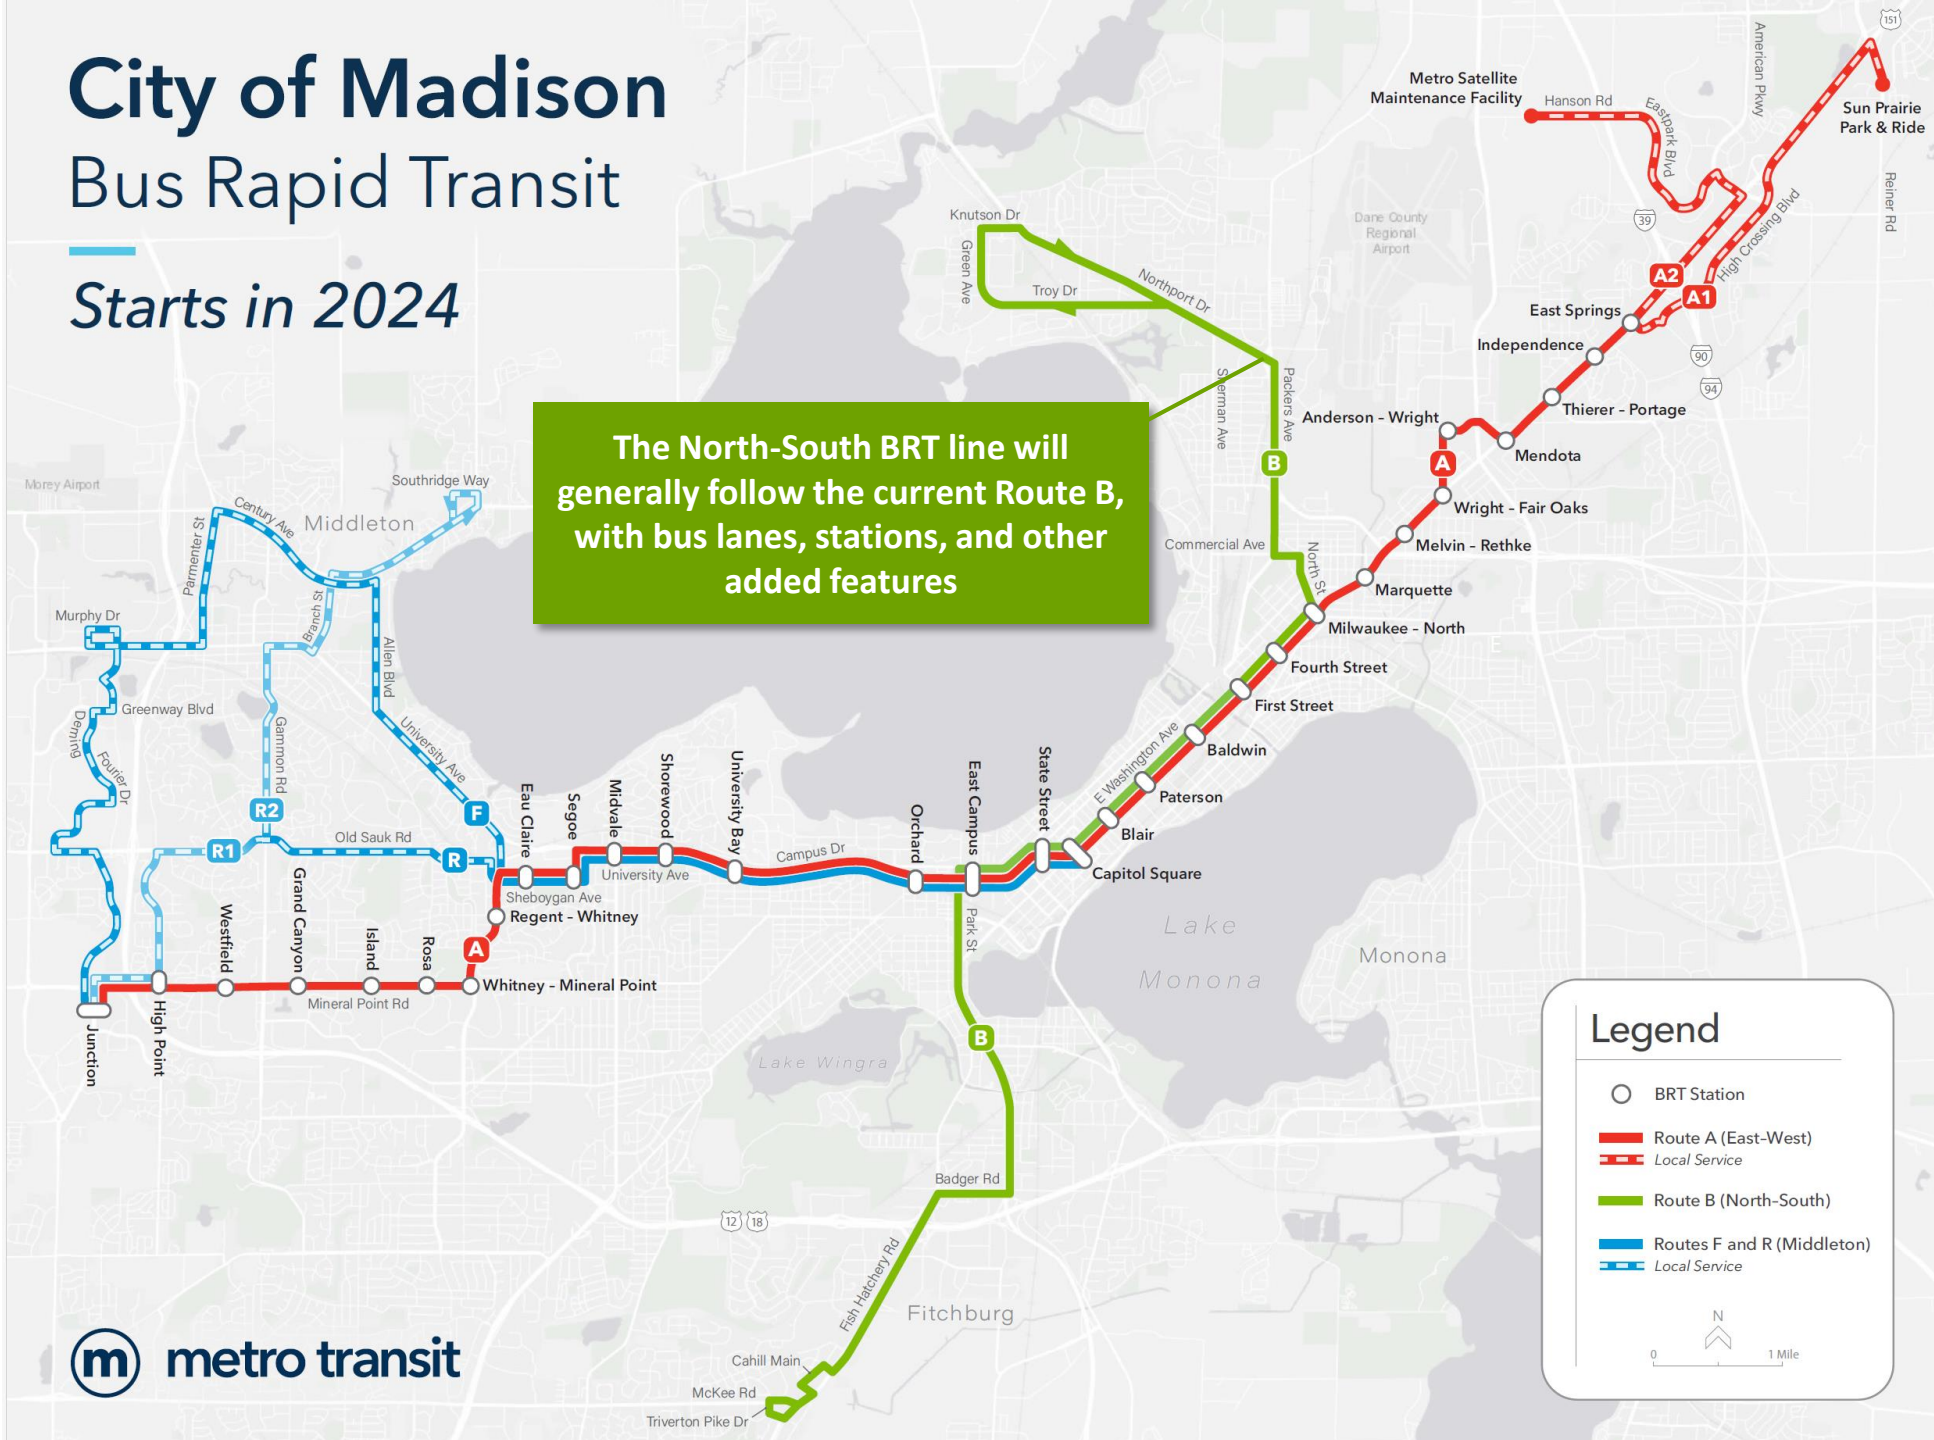 City of Madison
Bus Rapid Transit
Starts in 2024
151
American Pkwy
Metro Satellite
Maintenance Facility
Hanson Rd
Eastpark Blvd
Sun Prairie
Park & Ride
Reiner Rd
39
High Crossing Blvd
Dane County
Regional
Airport
Knutson Dr
Green Ave
Troy Dr
Northport Dr
A2
A1
East Springs
Independence
90
94
Sherman Ave
Packers Ave
Thierer - Portage
Anderson - Wright
Mendota
The North-South BRT line will
generally follow the current Route B,
with bus lanes, stations, and other
added features
B
A
Wright - Fair Oaks
Melvin - Rethke
Commercial Ave
North St
Marquette
Milwaukee - North
Fourth Street
First Street
Baldwin
E Washington Ave
Paterson
Blair
Capitol Square
Morey Airport
Southridge Way
Century Ave
Middleton
Parmenter St
Murphy Dr
Branch St
Allen Blvd
Greenway Blvd
Deming
Fourier Dr
Gammon Rd
University Ave
R2
F
R1
Old Sauk Rd
R
Eau Claire
Segoe
Midvale
Shorewood
University Bay
Campus Dr
Orchard
East Campus
State Street
University Ave
Sheboygan Ave
Regent - Whitney
A
Whitney - Mineral Point
Westfield
Grand Canyon
Island
Rosa
Mineral Point Rd
Junction
High Point
Park St
Lake
Monona
Monona
B
Lake Wingra
Badger Rd
12
18
Fish Hatchery Rd
Fitchburg
Cahill Main
McKee Rd
Triverton Pike Dr
m metro transit
Legend
BRT Station
Route A (East-West)
Local Service
Route B (North-South)
Routes F and R (Middleton)
Local Service
N
0
1 Mile